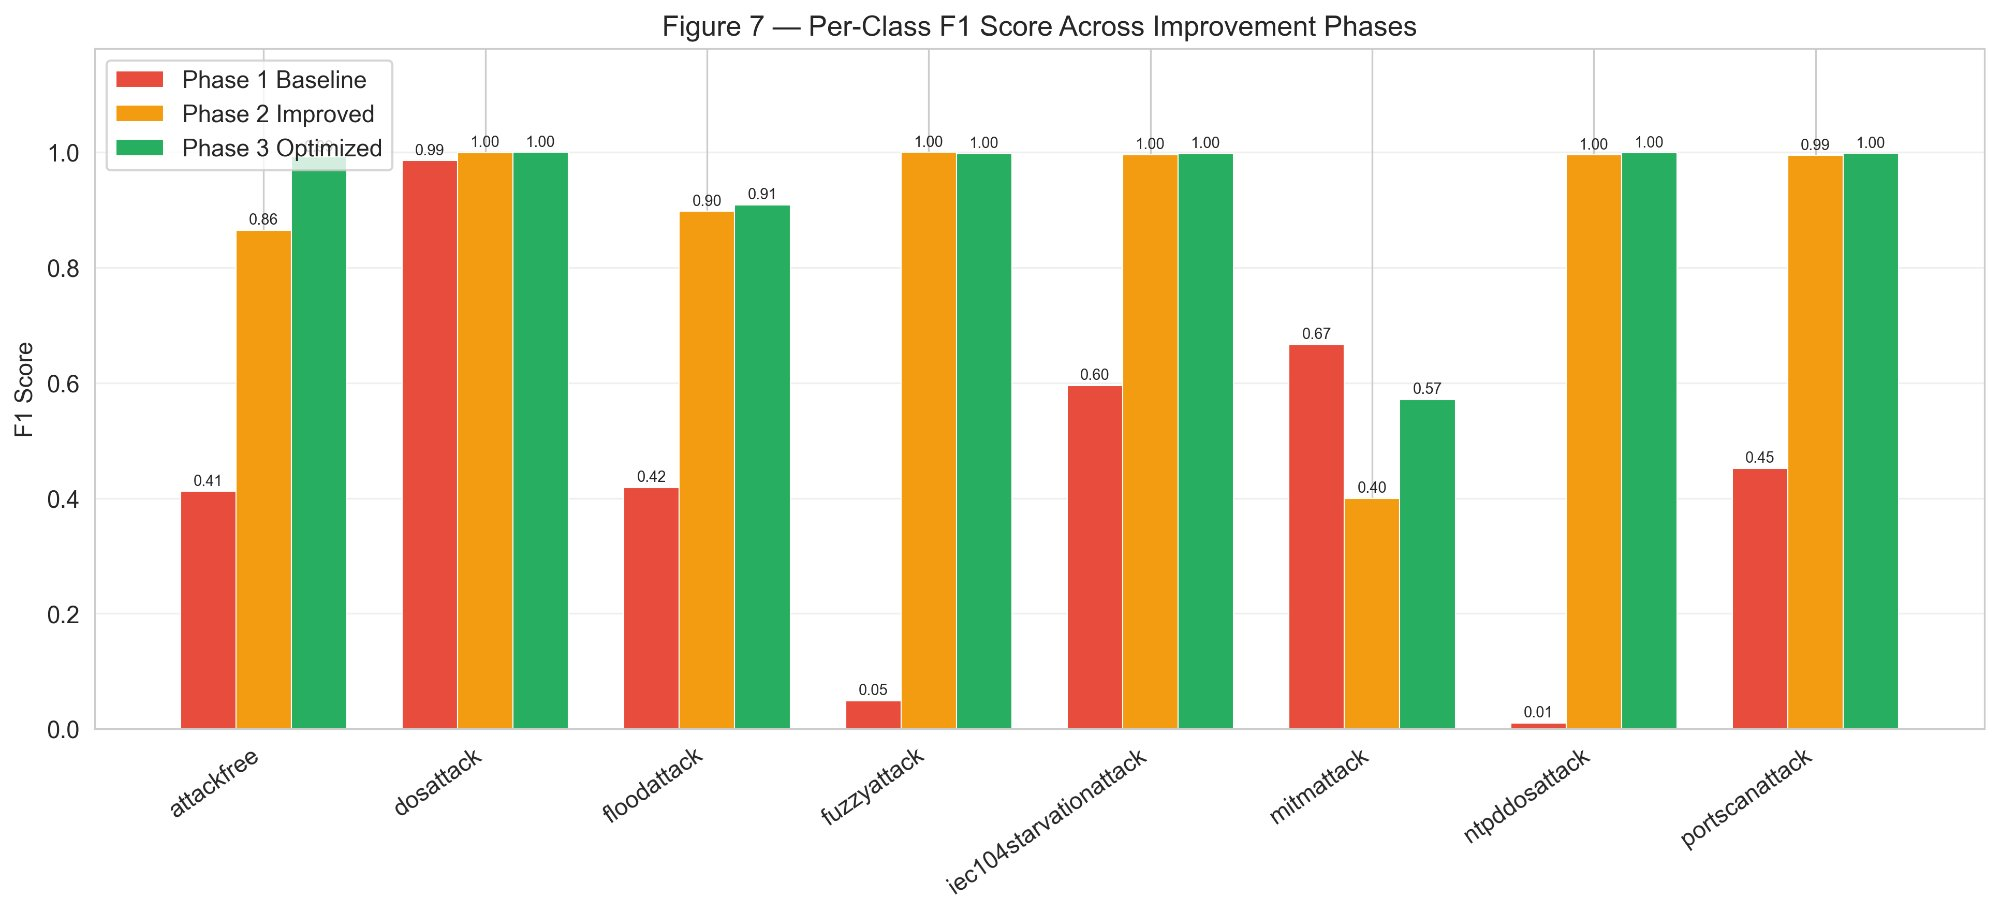 Figure 7 — Per-Class F1 Score Across Improvement Phases
Phase 1 Baseline
Phase 2 Improved
Phase 3 Optimized
F1 Score
1.0
0.8
0.6
0.4
0.2
0.0
0.41
0.86
0.99
1.00
1.00
0.42
0.90
0.91
0.05
1.00
1.00
0.60
1.00
1.00
0.67
0.40
0.57
0.01
1.00
1.00
0.45
0.99
1.00
attackfree
dosattack
floodattack
fuzzyattack
iec104starvationattack
mitmattack
ntpddosattack
portscanattack